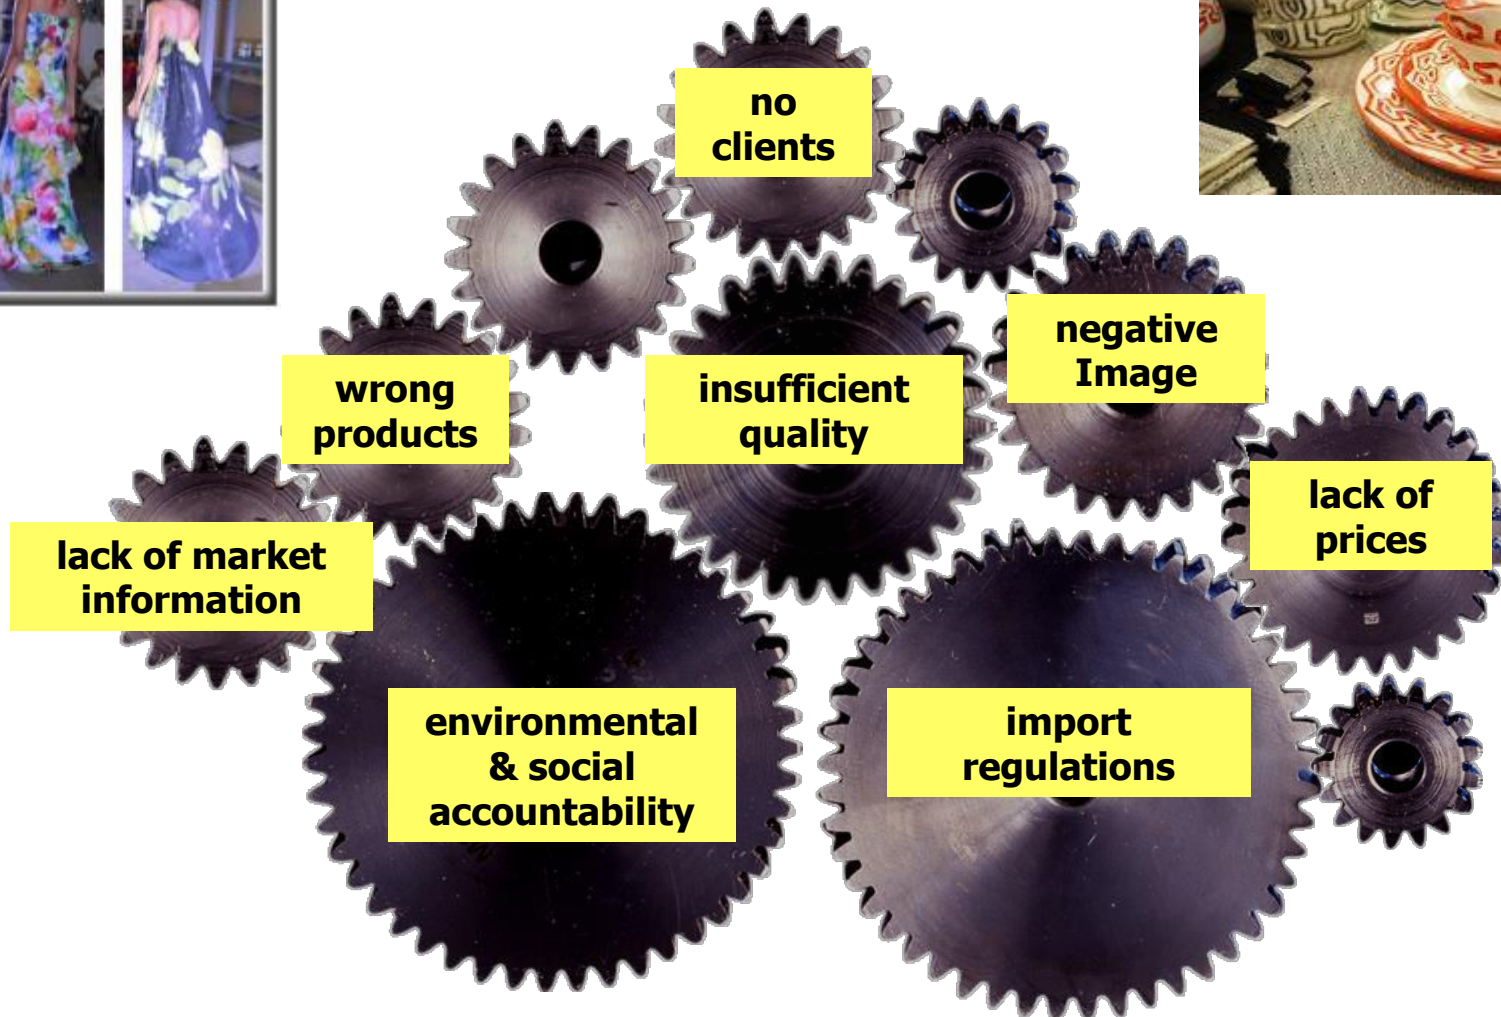 no
clients
negative
Image
wrong
products
insufficient
quality
lack of
prices
lack of market
information
environmental
& social
accountability
import
regulations